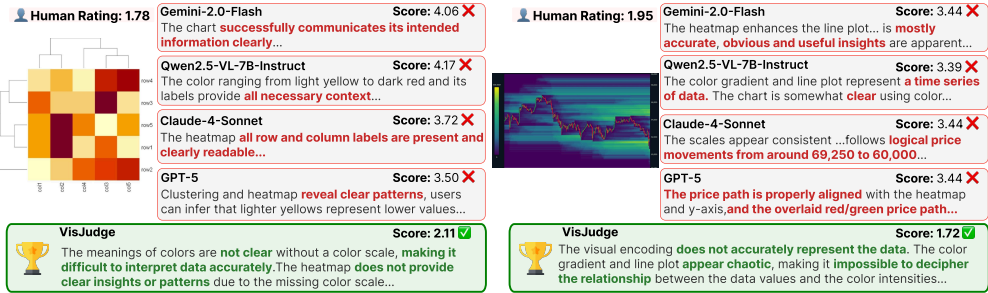 Human Rating: 1.78
Gemini-2.0-Flash Score: 4.06
The chart successfully communicates its intended
information clearly...
Qwen2.5-VL-7B-Instruct Score: 4.17
The color ranging from light yellow to dark red and its
labels provide all necessary context...
Claude-4-Sonnet Score: 3.72
The heatmap all row and column labels are present and
clearly readable...
GPT-5 Score: 3.50
Clustering and heatmap reveal clear patterns, users
can infer that lighter yellows represent lower values...
row4
row3
row5
row1
row2
col1 col2 col4 col3 col5
VisJudge Score: 2.11
The meanings of colors are not clear without a color scale, making it
difficult to interpret data accurately.The heatmap does not provide
clear insights or patterns due to the missing color scale...
Human Rating: 1.95
Gemini-2.0-Flash Score: 3.44
The heatmap enhances the line plot... is mostly
accurate, obvious and useful insights are apparent...
Qwen2.5-VL-7B-Instruct Score: 3.39
The color gradient and line plot represent a time series
of data. The chart is somewhat clear using color...
Claude-4-Sonnet Score: 3.44
The scales appear consistent ...follows logical price
movements from around 69,250 to 60,000...
GPT-5 Score: 3.44
The price path is properly aligned with the heatmap
and y-axis,and the overlaid red/green price path...
VisJudge Score: 1.72
The visual encoding does not accurately represent the data. The color
gradient and line plot appear chaotic, making it impossible to decipher
the relationship between the data values and the color intensities...